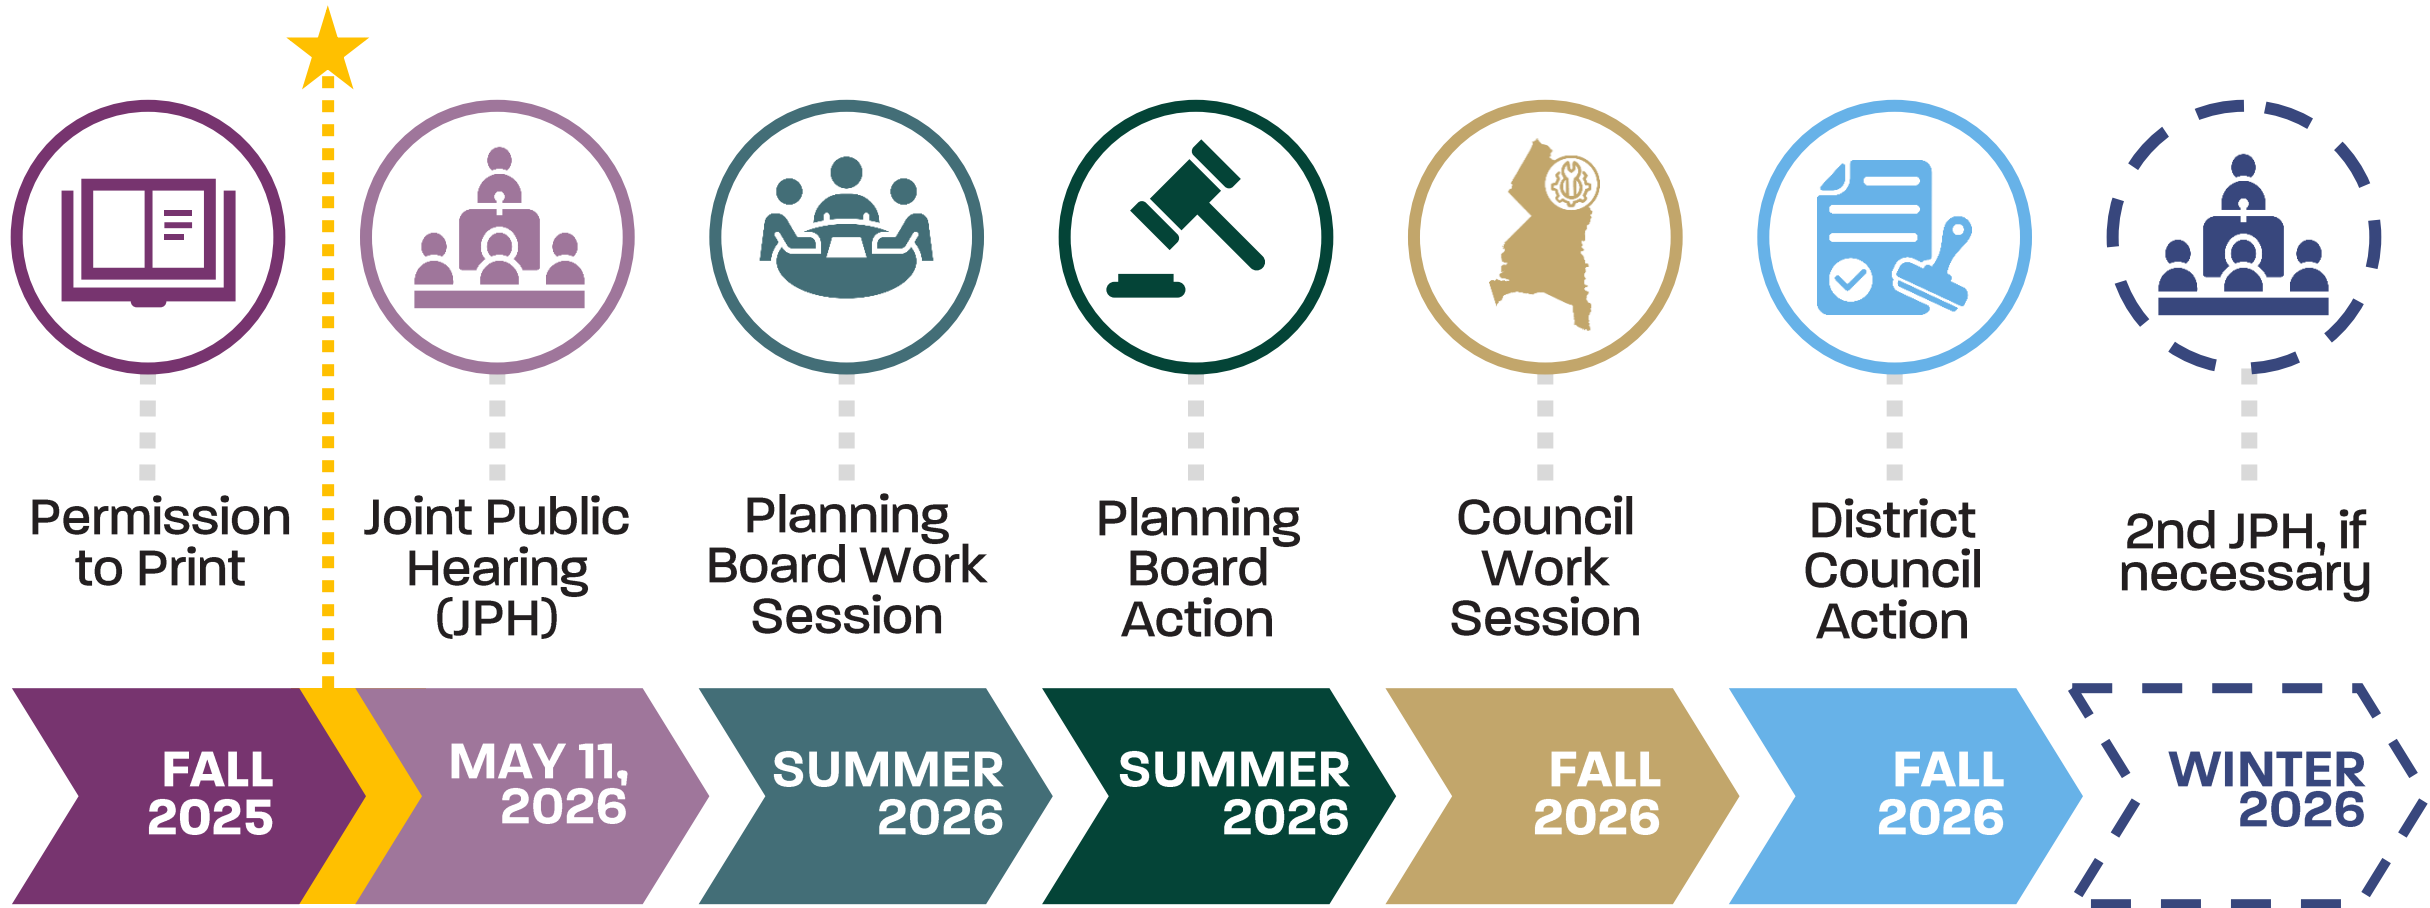 Permission
to Print
Joint Public
Hearing
(JPH)
Planning
Board Work
Session
Planning
Board
Action
Council
Work
Session
District
Council
Action
2nd JPH, if
necessary
FALL
2025
MAY 11,
2026
SUMMER
2026
SUMMER
2026
FALL
2026
FALL
2026
WINTER
2026